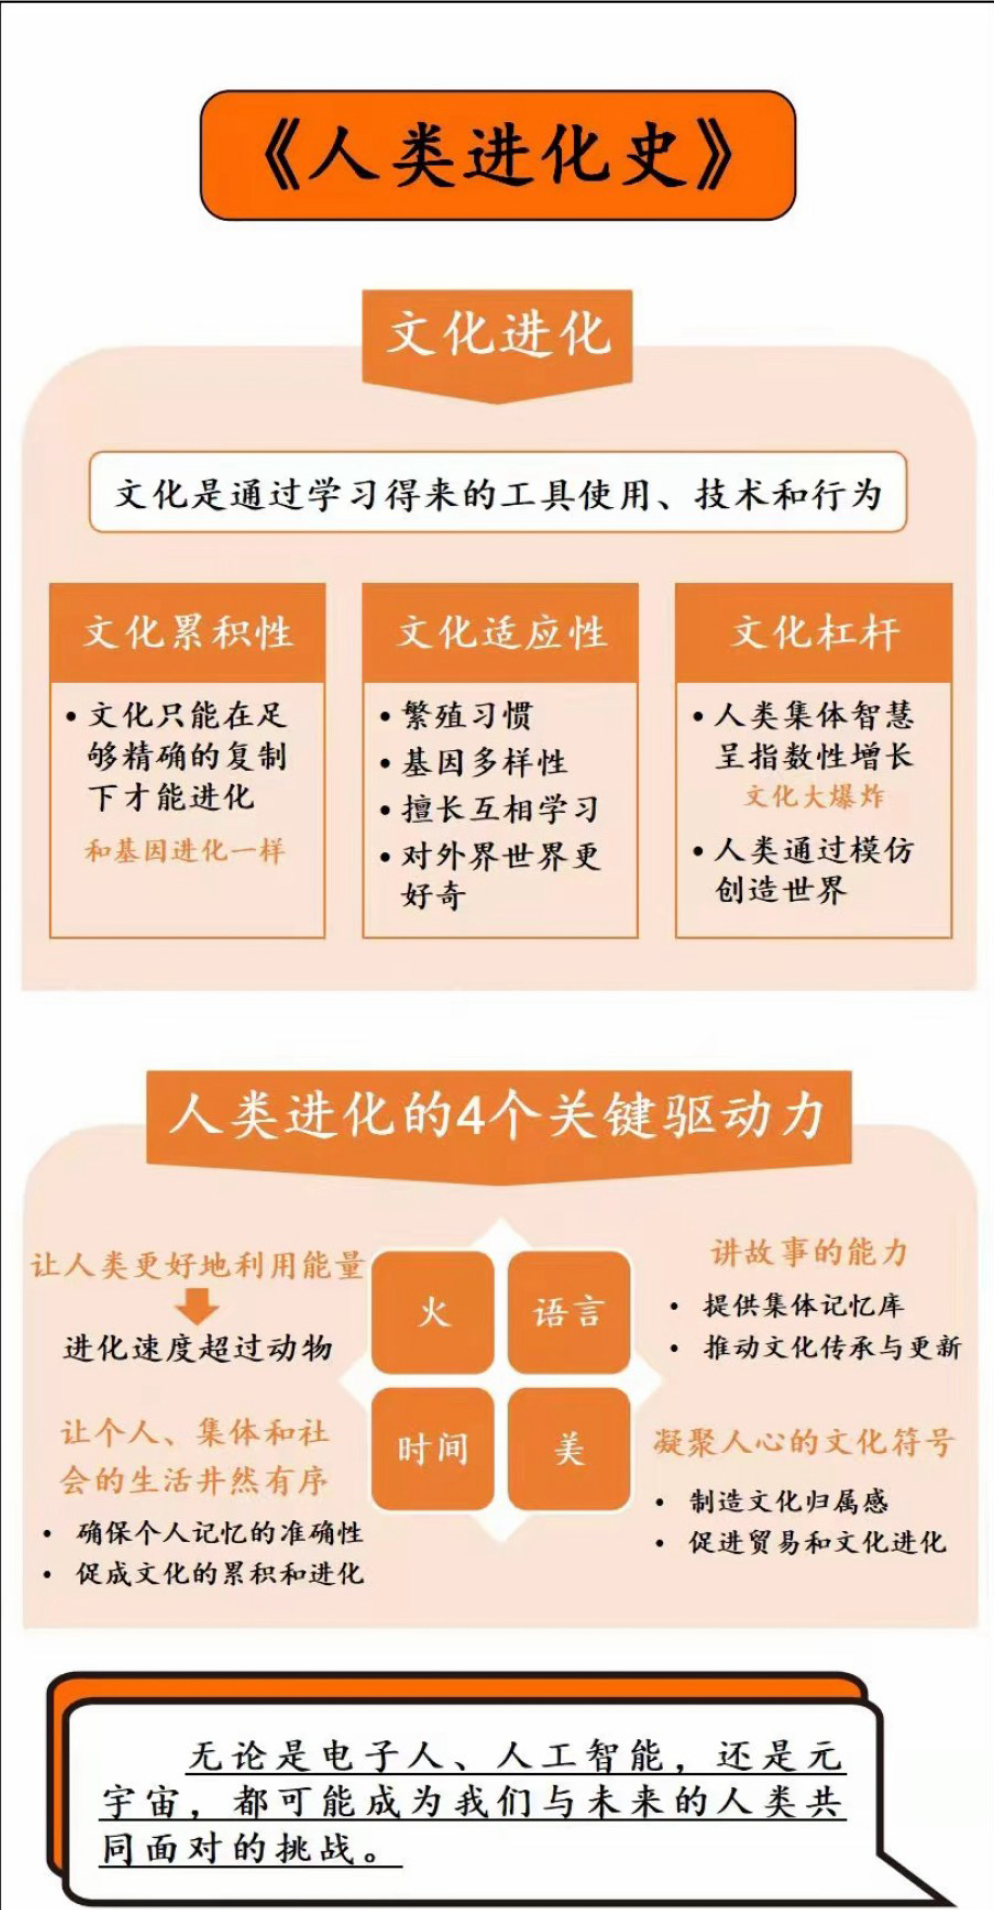 《人类进化史》
文化进化
文化是通过学习得来的工具使用、技术和行为
文化累积性
• 文化只能在足
够精确的复制
下才能进化
和基因进化一样
文化适应性
• 繁殖习惯
• 基因多样性
• 擅长互相学习
• 对外界世界更
好奇
文化杠杆
• 人类集体智慧
呈指数性增长
文化大爆炸
• 人类通过模仿
创造世界
人类进化的4个关键驱动力
让人类更好地利用能量
进化速度超过动物
火
语言
讲故事的能力
• 提供集体记忆库
• 推动文化传承与更新
让个人、集体和社
会的生活井然有序
• 确保个人记忆的准确性
• 促成文化的累积和进化
时间
美
凝聚人心的文化符号
• 制造文化归属感
• 促进贸易和文化进化
无论是电子人、人工智能，还是元
宇宙，都可能成为我们与未来的人类共
同面对的挑战。